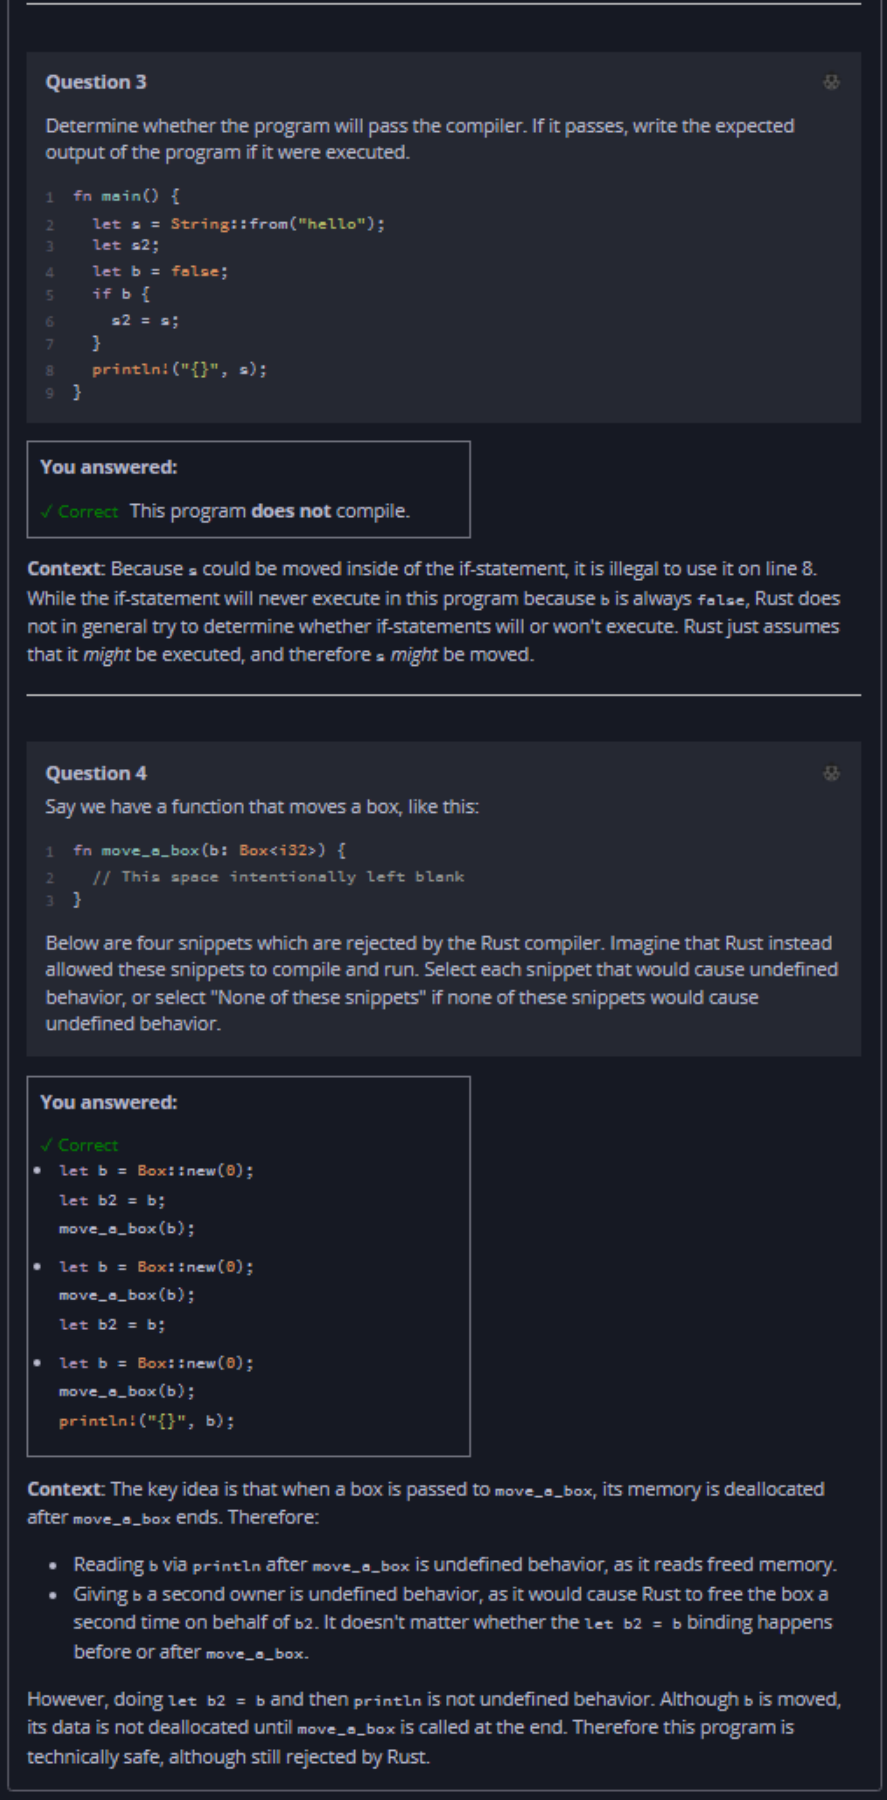 Question 3
Determine whether the program will pass the compiler. If it passes, write the expected
output of the program if it were executed.
1 fn main() {
2   let s = String::from("hello");
3   let s2;
4   let b = false;
5   if b {
6     s2 = s;
7   }
8   println!("{}", s);
9 }
You answered:
✓ Correct This program does not compile.
Context: Because s could be moved inside of the if-statement, it is illegal to use it on line 8.
While the if-statement will never execute in this program because b is always false, Rust does
not in general try to determine whether if-statements will or won't execute. Rust just assumes
that it might be executed, and therefore s might be moved.
Question 4
Say we have a function that moves a box, like this:
1 fn move_a_box(b: Box<i32>) {
2   // This space intentionally left blank
3 }
Below are four snippets which are rejected by the Rust compiler. Imagine that Rust instead
allowed these snippets to compile and run. Select each snippet that would cause undefined
behavior, or select "None of these snippets" if none of these snippets would cause
undefined behavior.
You answered:
✓ Correct
• let b = Box::new(0);
let b2 = b;
move_a_box(b);
• let b = Box::new(0);
move_a_box(b);
let b2 = b;
• let b = Box::new(0);
move_a_box(b);
println!("{}", b);
Context: The key idea is that when a box is passed to move_a_box, its memory is deallocated
after move_a_box ends. Therefore:
• Reading b via println after move_a_box is undefined behavior, as it reads freed memory.
• Giving b a second owner is undefined behavior, as it would cause Rust to free the box a
second time on behalf of b2. It doesn't matter whether the let b2 = b binding happens
before or after move_a_box.
However, doing let b2 = b and then println is not undefined behavior. Although b is moved,
its data is not deallocated until move_a_box is called at the end. Therefore this program is
technically safe, although still rejected by Rust.